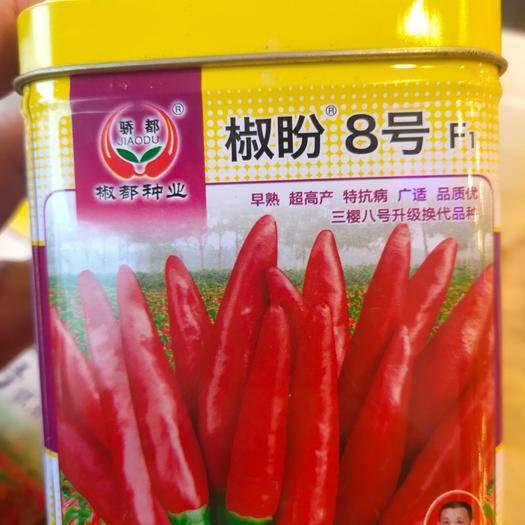 骄都®
JIAODU
椒都种业
椒盼® 8号 F1
早熟 超高产 特抗病 广适 品质优
三樱八号升级换代品种